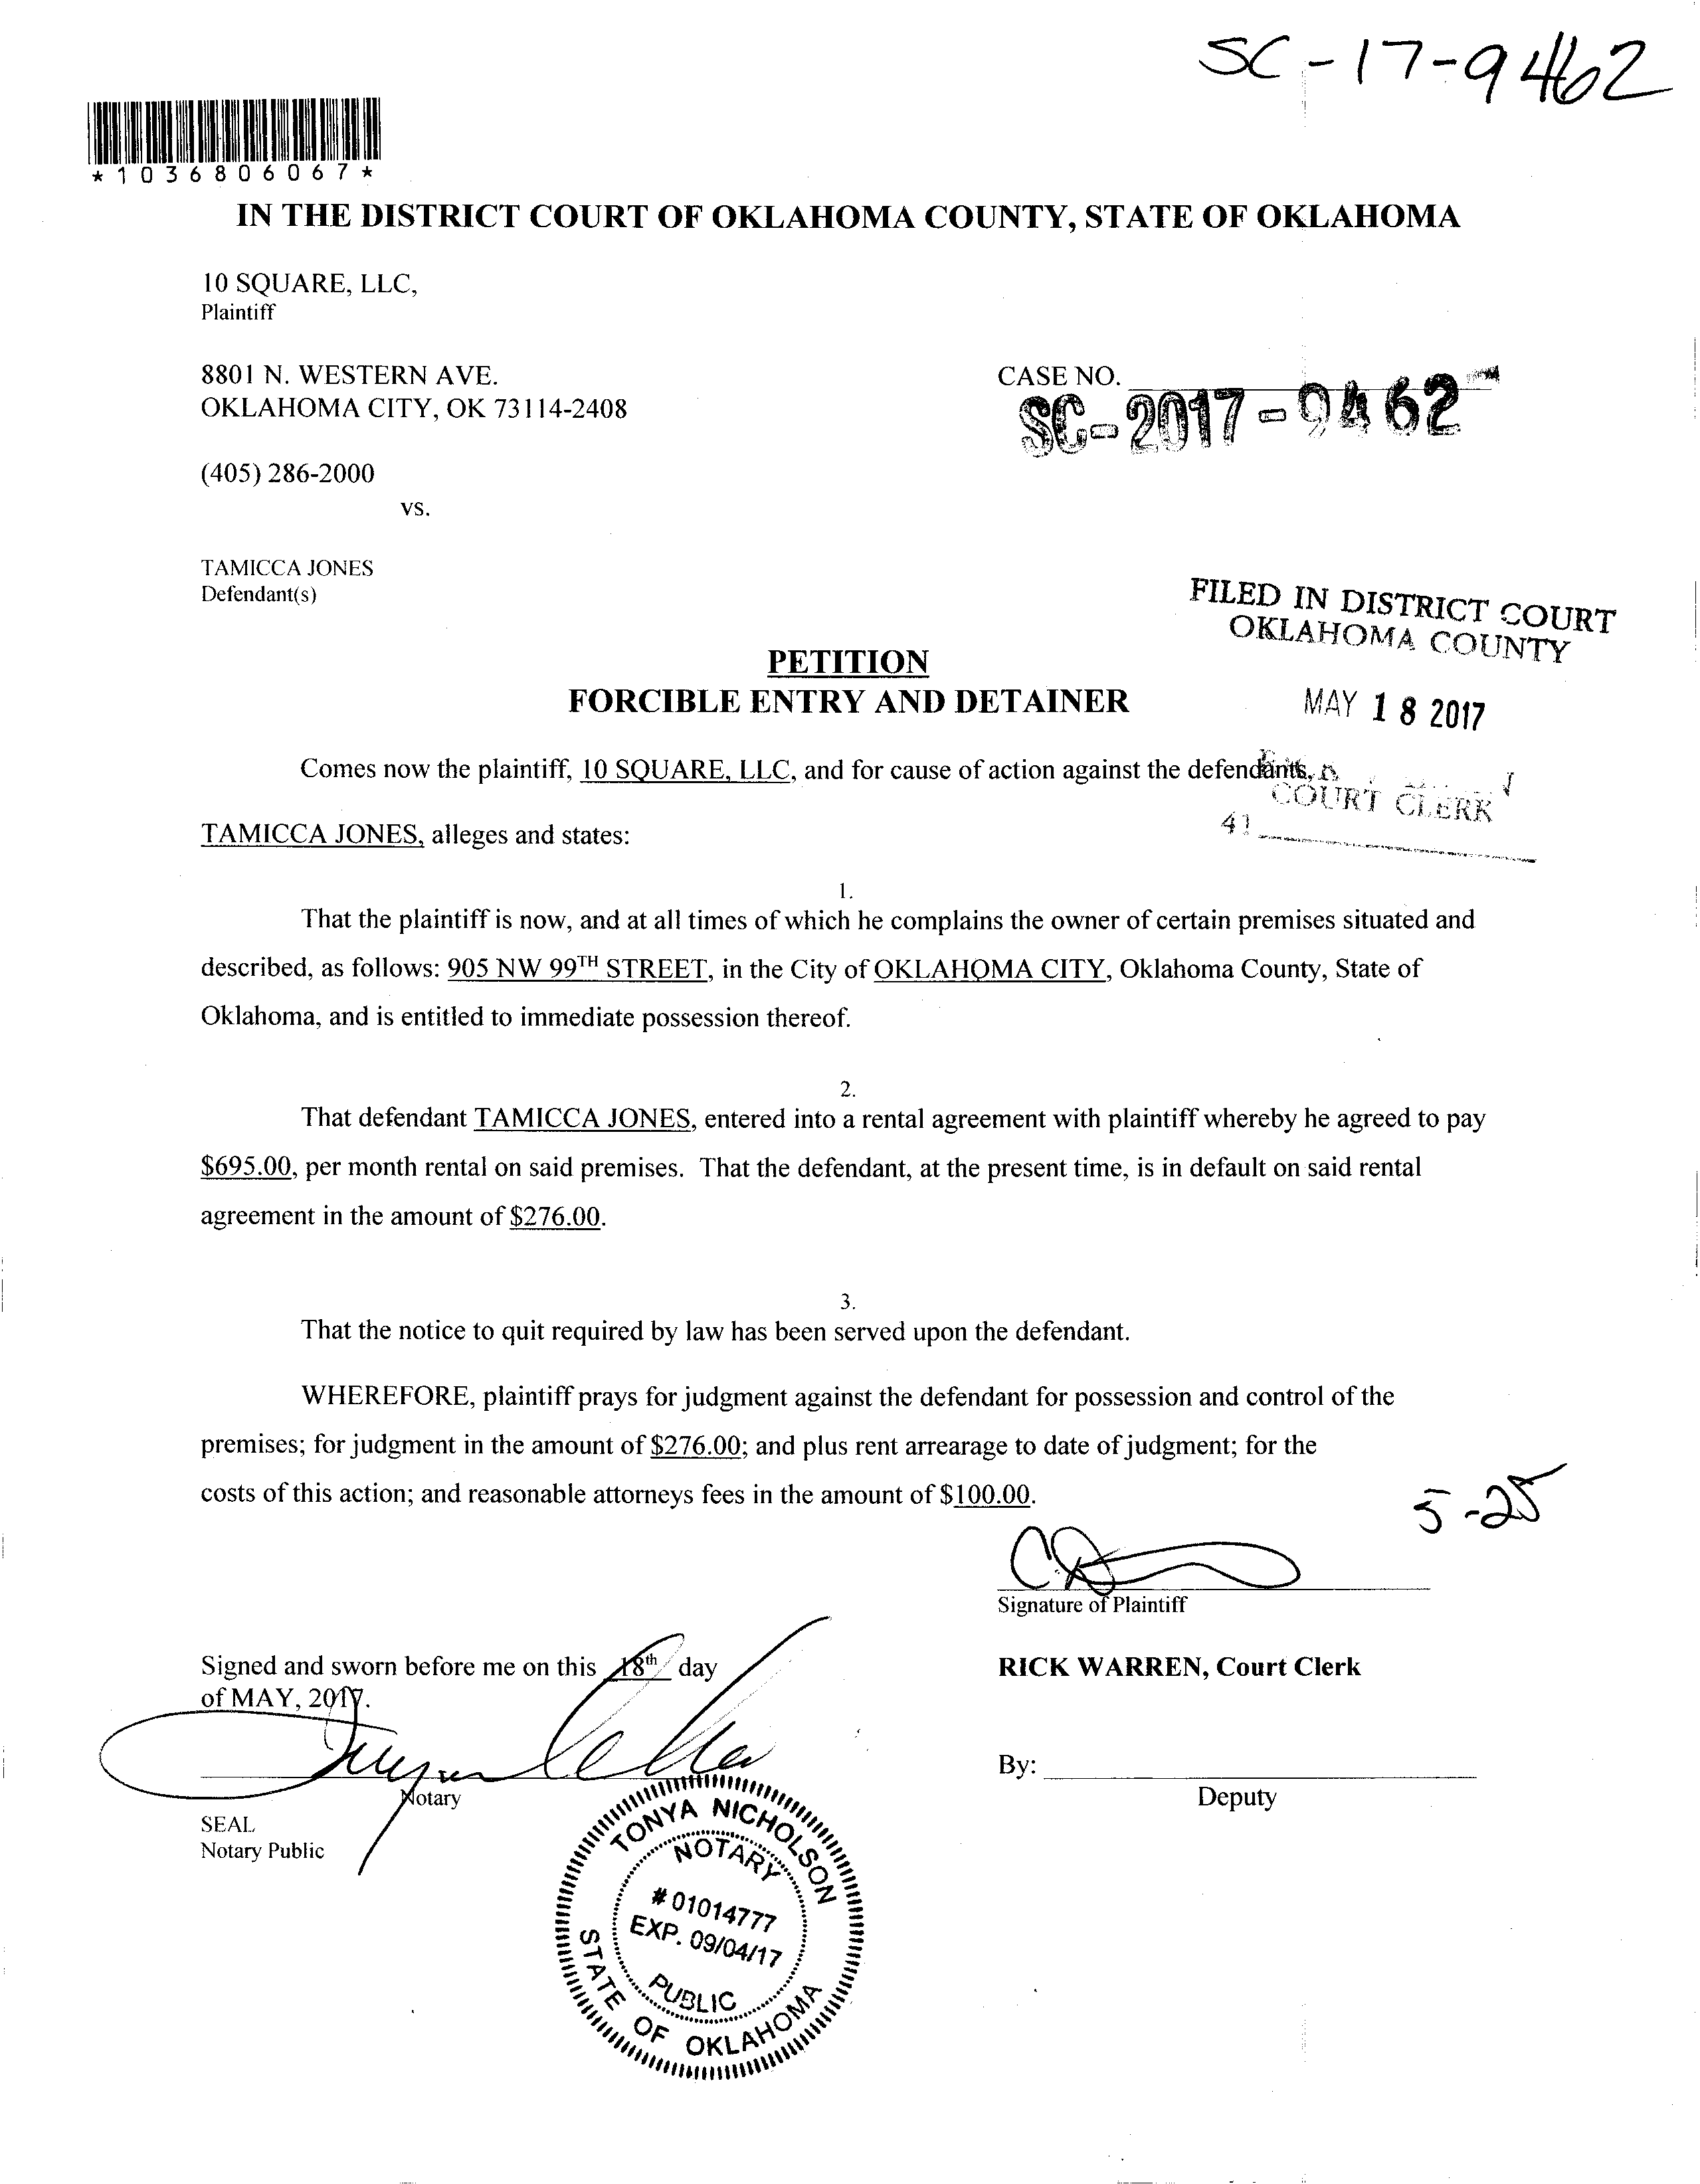 SC-17-9462
*1036806067*
IN THE DISTRICT COURT OF OKLAHOMA COUNTY, STATE OF OKLAHOMA
10 SQUARE, LLC,
Plaintiff
8801 N. WESTERN AVE.
OKLAHOMA CITY, OK 73114-2408
CASE NO.
SC-2017-9462
(405) 286-2000
vs.
TAMICCA JONES
Defendant(s)
FILED IN DISTRICT COURT
OKLAHOMA COUNTY
MAY 18 2017
PETITION
FORCIBLE ENTRY AND DETAINER
Comes now the plaintiff, 10 SQUARE, LLC, and for cause of action against the defendants,
COURT CLERK
41
TAMICCA JONES, alleges and states:
1.
That the plaintiff is now, and at all times of which he complains the owner of certain premises situated and
described, as follows: 905 NW 99TH STREET, in the City of OKLAHOMA CITY, Oklahoma County, State of
Oklahoma, and is entitled to immediate possession thereof.
2.
That defendant TAMICCA JONES, entered into a rental agreement with plaintiff whereby he agreed to pay
$695.00, per month rental on said premises. That the defendant, at the present time, is in default on said rental
agreement in the amount of $276.00.
3.
That the notice to quit required by law has been served upon the defendant.
WHEREFORE, plaintiff prays for judgment against the defendant for possession and control of the
premises; for judgment in the amount of $276.00; and plus rent arrearage to date of judgment; for the
costs of this action; and reasonable attorneys fees in the amount of $100.00.
5-25
Signature of Plaintiff
Signed and sworn before me on this 18th day
of MAY, 2017.
RICK WARREN, Court Clerk
By:
Deputy
Notary
SEAL
Notary Public
TONYA NICHOLSON
NOTARY
# 01014777
EXP. 09/04/17
PUBLIC
STATE OF OKLAHOMA